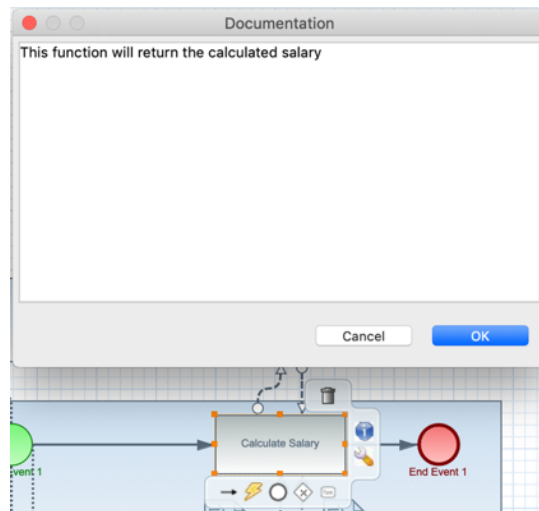 Documentation
This function will return the calculated salary
Cancel
OK
Calculate Salary
vent 1
End Event 1